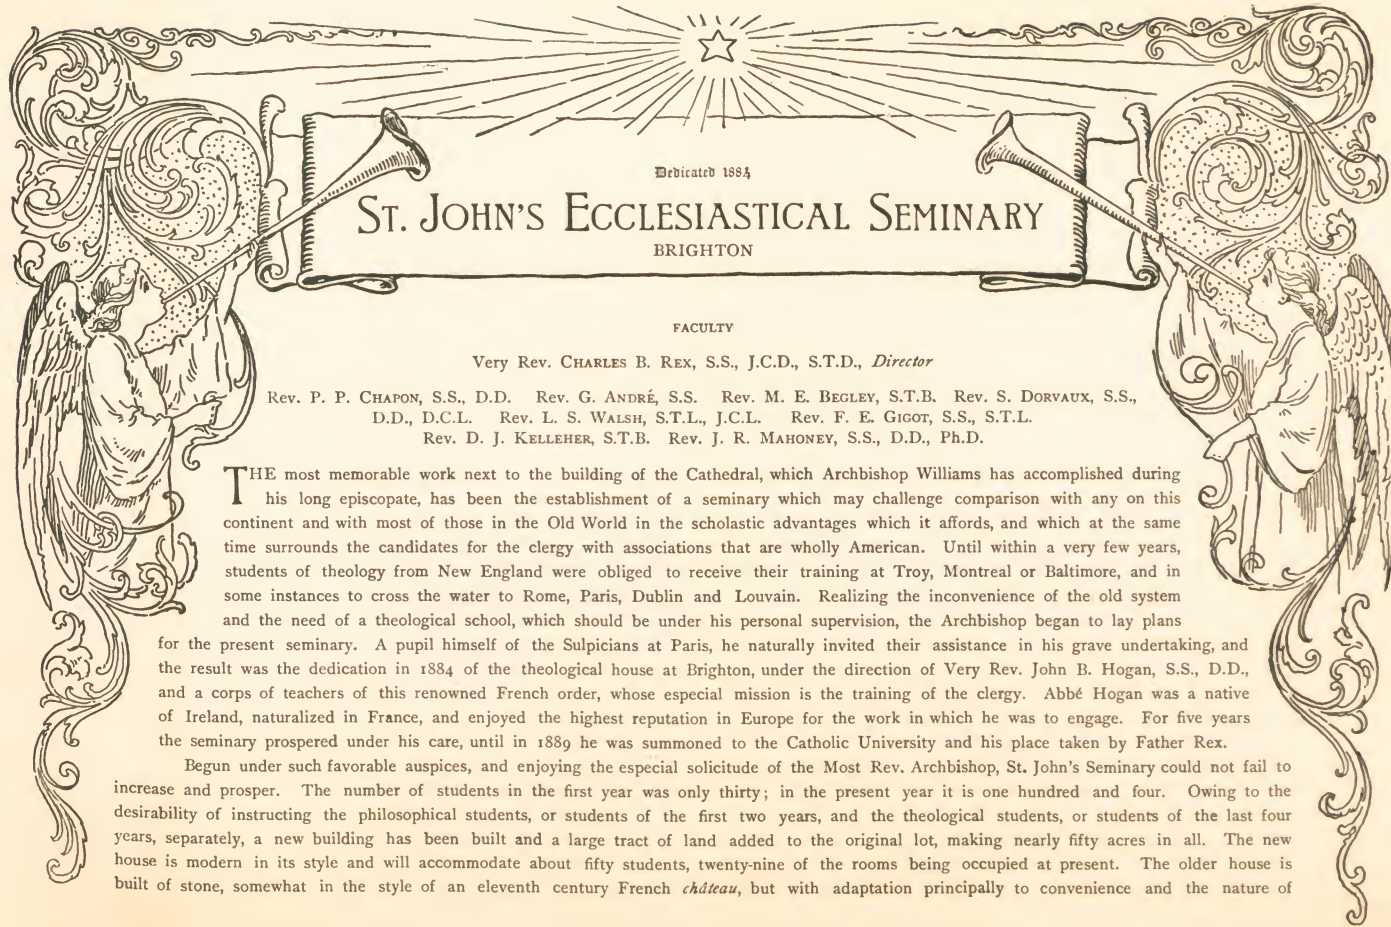 Dedicated 1884
ST. JOHN'S ECCLESIASTICAL SEMINARY
BRIGHTON
FACULTY
Very Rev. CHARLES B. REX, S.S., J.C.D., S.T.D., Director
Rev. P. P. CHAPON, S.S., D.D. Rev. G. ANDRÉ, S.S. Rev. M. E. BEGLEY, S.T.B. Rev. S. DORVAUX, S.S.,
D.D., D.C.L. Rev. L. S. WALSH, S.T.L., J.C.L. Rev. F. E. GIGOT, S.S., S.T.L.
Rev. D. J. KELLEHER, S.T.B. Rev. J. R. MAHONEY, S.S., D.D., Ph.D.
THE most memorable work next to the building of the Cathedral, which Archbishop Williams has accomplished during
his long episcopate, has been the establishment of a seminary which may challenge comparison with any on this
continent and with most of those in the Old World in the scholastic advantages which it affords, and which at the same
time surrounds the candidates for the clergy with associations that are wholly American. Until within a very few years,
students of theology from New England were obliged to receive their training at Troy, Montreal or Baltimore, and in
some instances to cross the water to Rome, Paris, Dublin and Louvain. Realizing the inconvenience of the old system
and the need of a theological school, which should be under his personal supervision, the Archbishop began to lay plans
for the present seminary. A pupil himself of the Sulpicians at Paris, he naturally invited their assistance in his grave undertaking, and
the result was the dedication in 1884 of the theological house at Brighton, under the direction of Very Rev. John B. Hogan, S.S., D.D.,
and a corps of teachers of this renowned French order, whose especial mission is the training of the clergy. Abbé Hogan was a native
of Ireland, naturalized in France, and enjoyed the highest reputation in Europe for the work in which he was to engage. For five years
the seminary prospered under his care, until in 1889 he was summoned to the Catholic University and his place taken by Father Rex.
Begun under such favorable auspices, and enjoying the especial solicitude of the Most Rev. Archbishop, St. John's Seminary could not fail to
increase and prosper. The number of students in the first year was only thirty; in the present year it is one hundred and four. Owing to the
desirability of instructing the philosophical students, or students of the first two years, and the theological students, or students of the last four
years, separately, a new building has been built and a large tract of land added to the original lot, making nearly fifty acres in all. The new
house is modern in its style and will accommodate about fifty students, twenty-nine of the rooms being occupied at present. The older house is
built of stone, somewhat in the style of an eleventh century French château, but with adaptation principally to convenience and the nature of